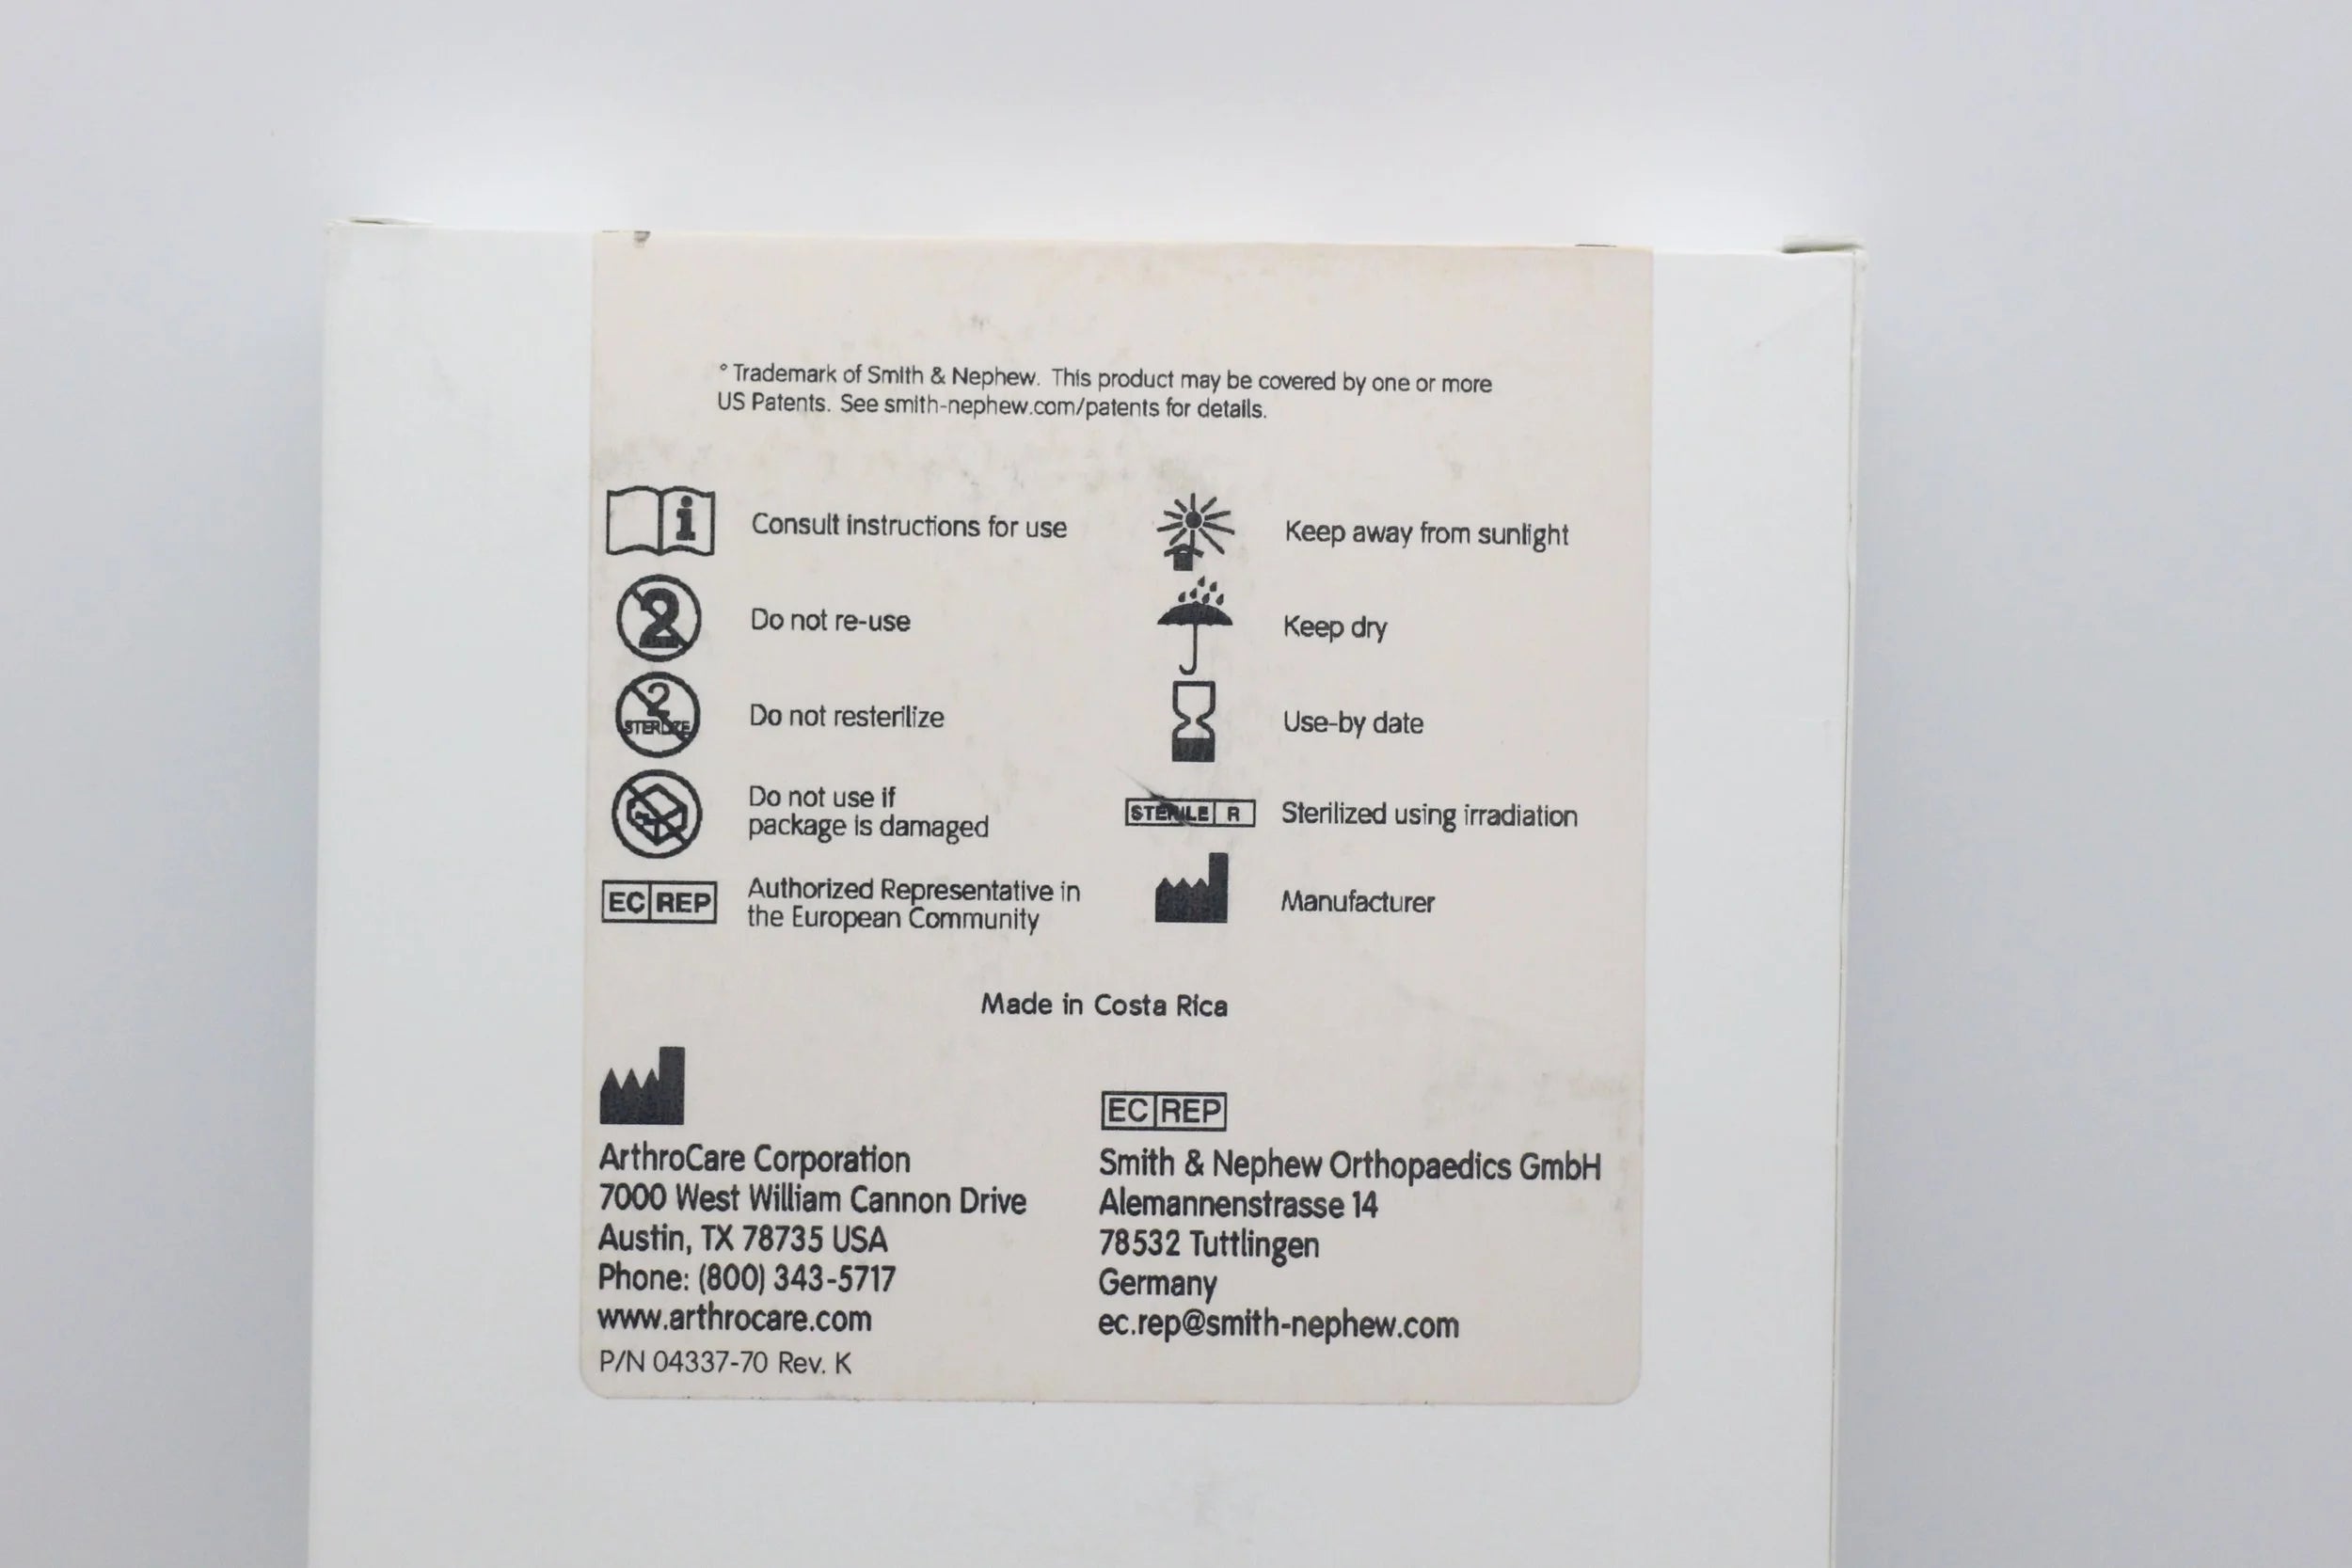 ° Trademark of Smith & Nephew. This product may be covered by one or more
US Patents. See smith-nephew.com/patents for details.
i Consult instructions for use
2 Do not re-use
2
STERILIZE
Do not resterilize
Do not use if
package is damaged
EC REP
Authorized Representative in
the European Community
Keep away from sunlight
Keep dry
Use-by date
STERILE R Sterilized using irradiation
Manufacturer
Made in Costa Rica
ArthroCare Corporation
7000 West William Cannon Drive
Austin, TX 78735 USA
Phone: (800) 343-5717
www.arthrocare.com
P/N 04337-70 Rev. K
EC REP
Smith & Nephew Orthopaedics GmbH
Alemannenstrasse 14
78532 Tuttlingen
Germany
ec.rep@smith-nephew.com